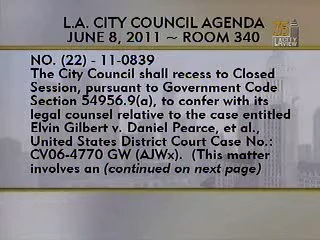 L.A. CITY COUNCIL AGENDA
JUNE 8, 2011 ~ ROOM 340
NO. (22) - 11-0839
The City Council shall recess to Closed
Session, pursuant to Government Code
Section 54956.9(a), to confer with its
legal counsel relative to the case entitled
Elvin Gilbert v. Daniel Pearce, et al.,
United States District Court Case No.:
CV06-4770 GW (AJWx).  (This matter
involves an (continued on next page)